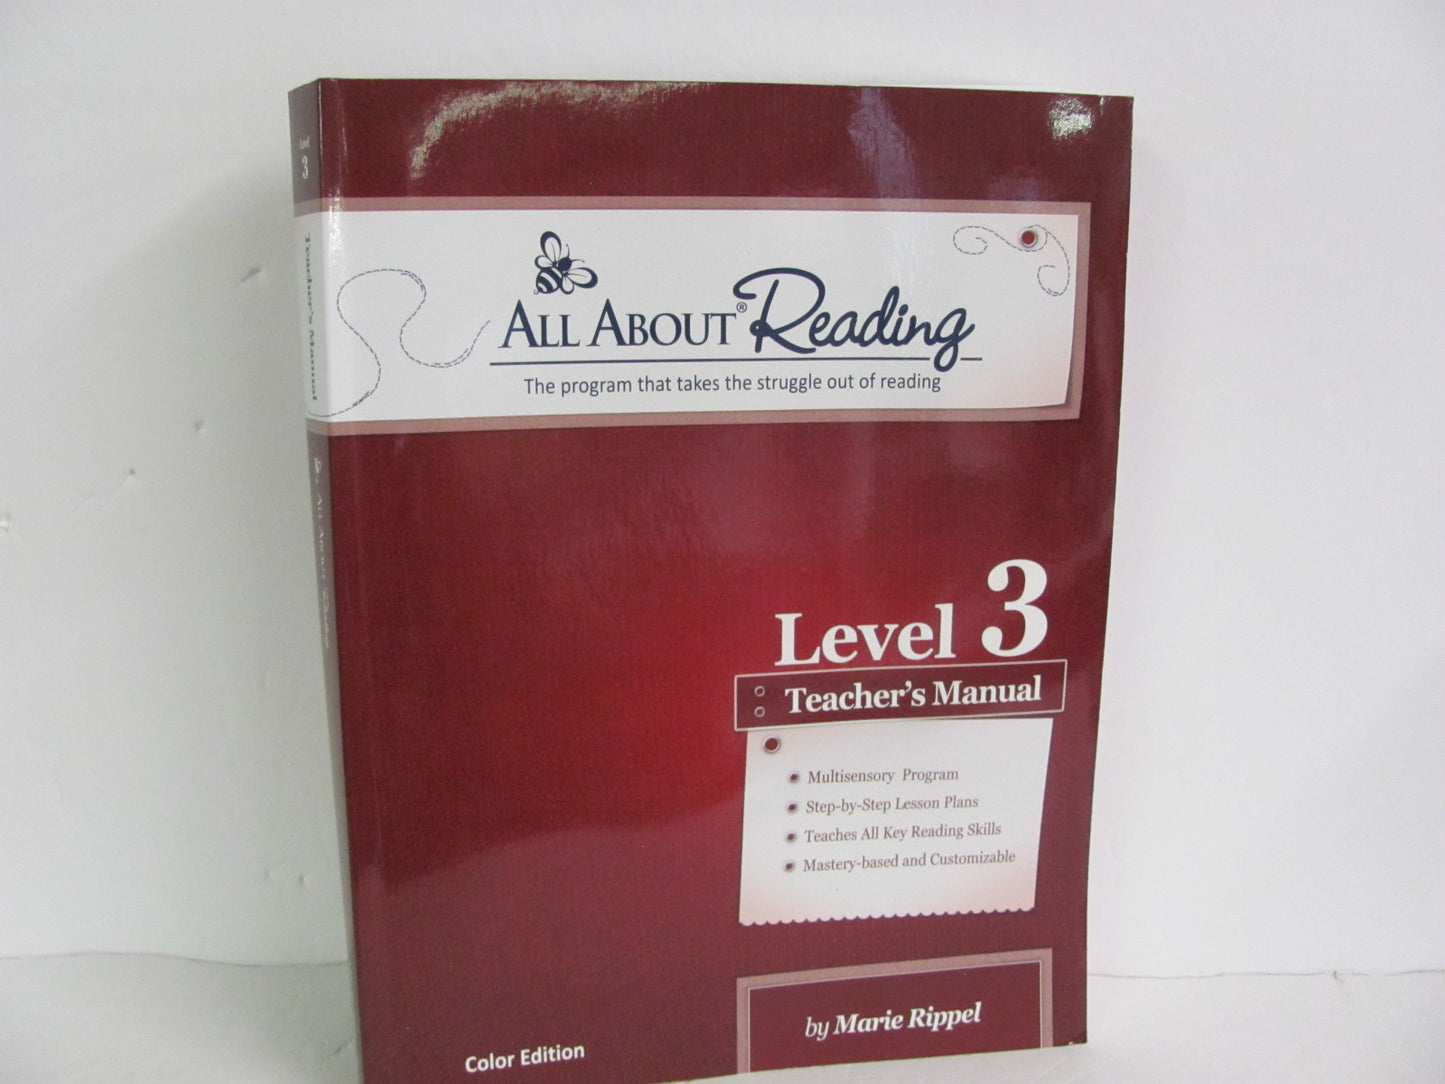 Level
3
Teacher's Manual
All About Reading
ALL ABOUT® Reading
The program that takes the struggle out of reading
Level 3
Teacher's Manual
Multisensory Program
Step-by-Step Lesson Plans
Teaches All Key Reading Skills
Mastery-based and Customizable
by Marie Rippel
Color Edition